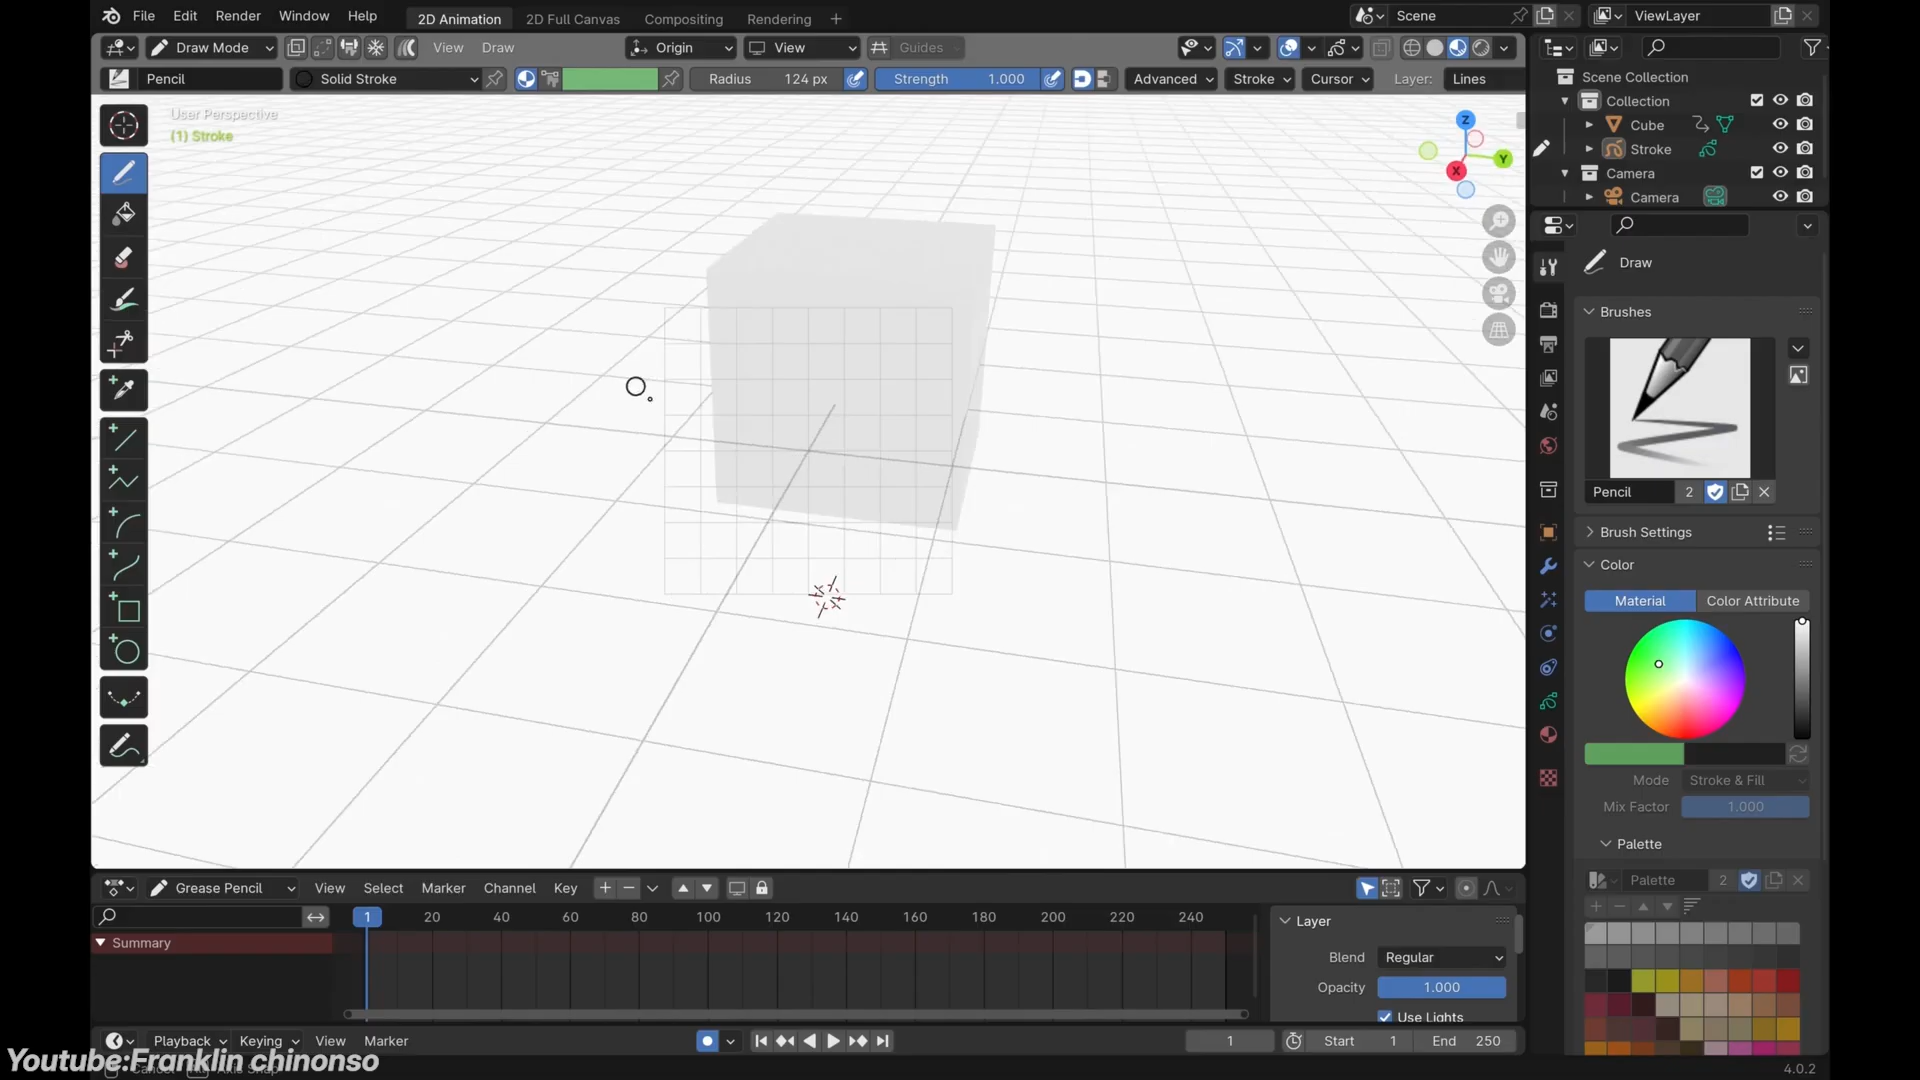 File Edit Render Window Help 2D Animation 2D Full Canvas Compositing Rendering + Scene ViewLayer
Draw Mode View Draw Origin View Guides
Pencil Solid Stroke Radius 124 px Strength 1.000 Advanced Stroke Cursor Layer: Lines
User Perspective
(1) Stroke
Z
Y
X
Scene Collection
Collection
Cube
Stroke
Camera
Camera
Draw
Brushes
Pencil 2
Brush Settings
Color
Material Color Attribute
Mode Stroke & Fill
Mix Factor 1.000
Palette
Palette 2
Grease Pencil View Select Marker Channel Key
1 20 40 60 80 100 120 140 160 180 200 220 240
Summary
Layer
Blend Regular
Opacity 1.000
Use Lights
Playback Keying View Marker 1 Start 1 End 250
Youtube:Franklin chinonso
4.0.2